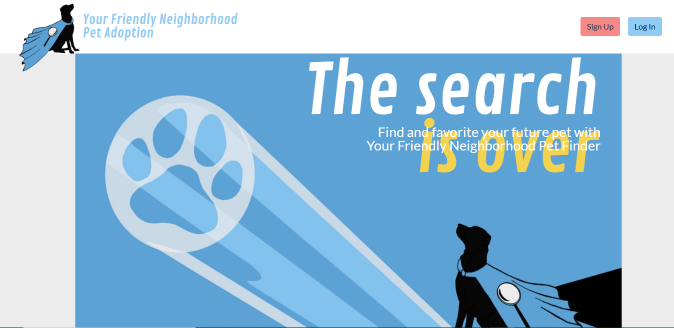 Your Friendly Neighborhood
Pet Adoption
Sign Up
Log In
The search
is over
Find and favorite your future pet with
Your Friendly Neighborhood Pet Finder